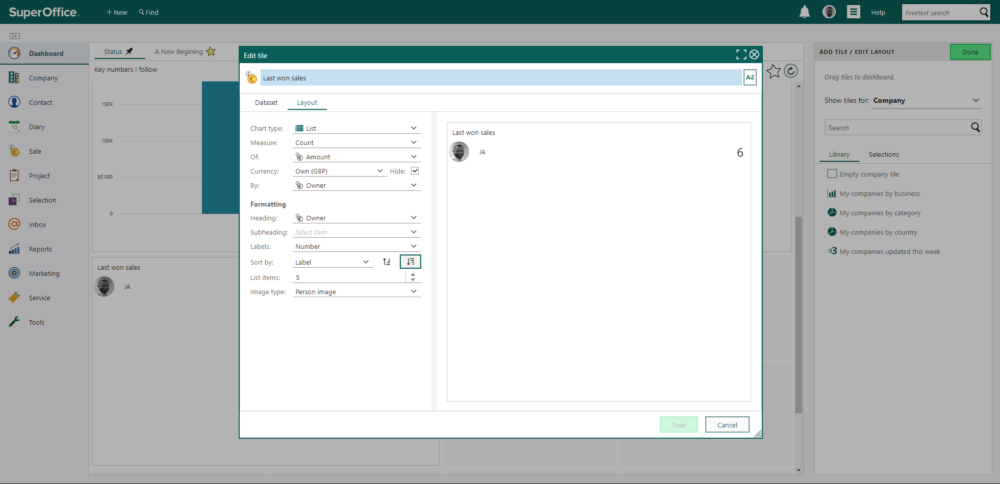 SuperOffice
New
Find
Help
Freetext search
Dashboard
Company
Contact
10
Diary
Sale
Project
Selection
Inbox
Reports
Marketing
Service
Tools
Status
A New Begining
Key numbers I follow
150K
100K
50 000
0
Last won sales
JA
Edit tile
Last won sales
A-Z
Dataset
Layout
Chart type: List
Measure: Count
Of: Amount
Currency: Own (GBP) Hide:
By: Owner
Formatting
Heading: Owner
Subheading: Select item
Labels: Number
Sort by: Label
List items: 5
Image type: Person image
Last won sales
JA 6
Save
Cancel
ADD TILE / EDIT LAYOUT
Done
Drag tiles to dashboard.
Show tiles for: Company
Search
Library
Selections
Empty company tile
My companies by business
My companies by category
My companies by country
123 My companies updated this week